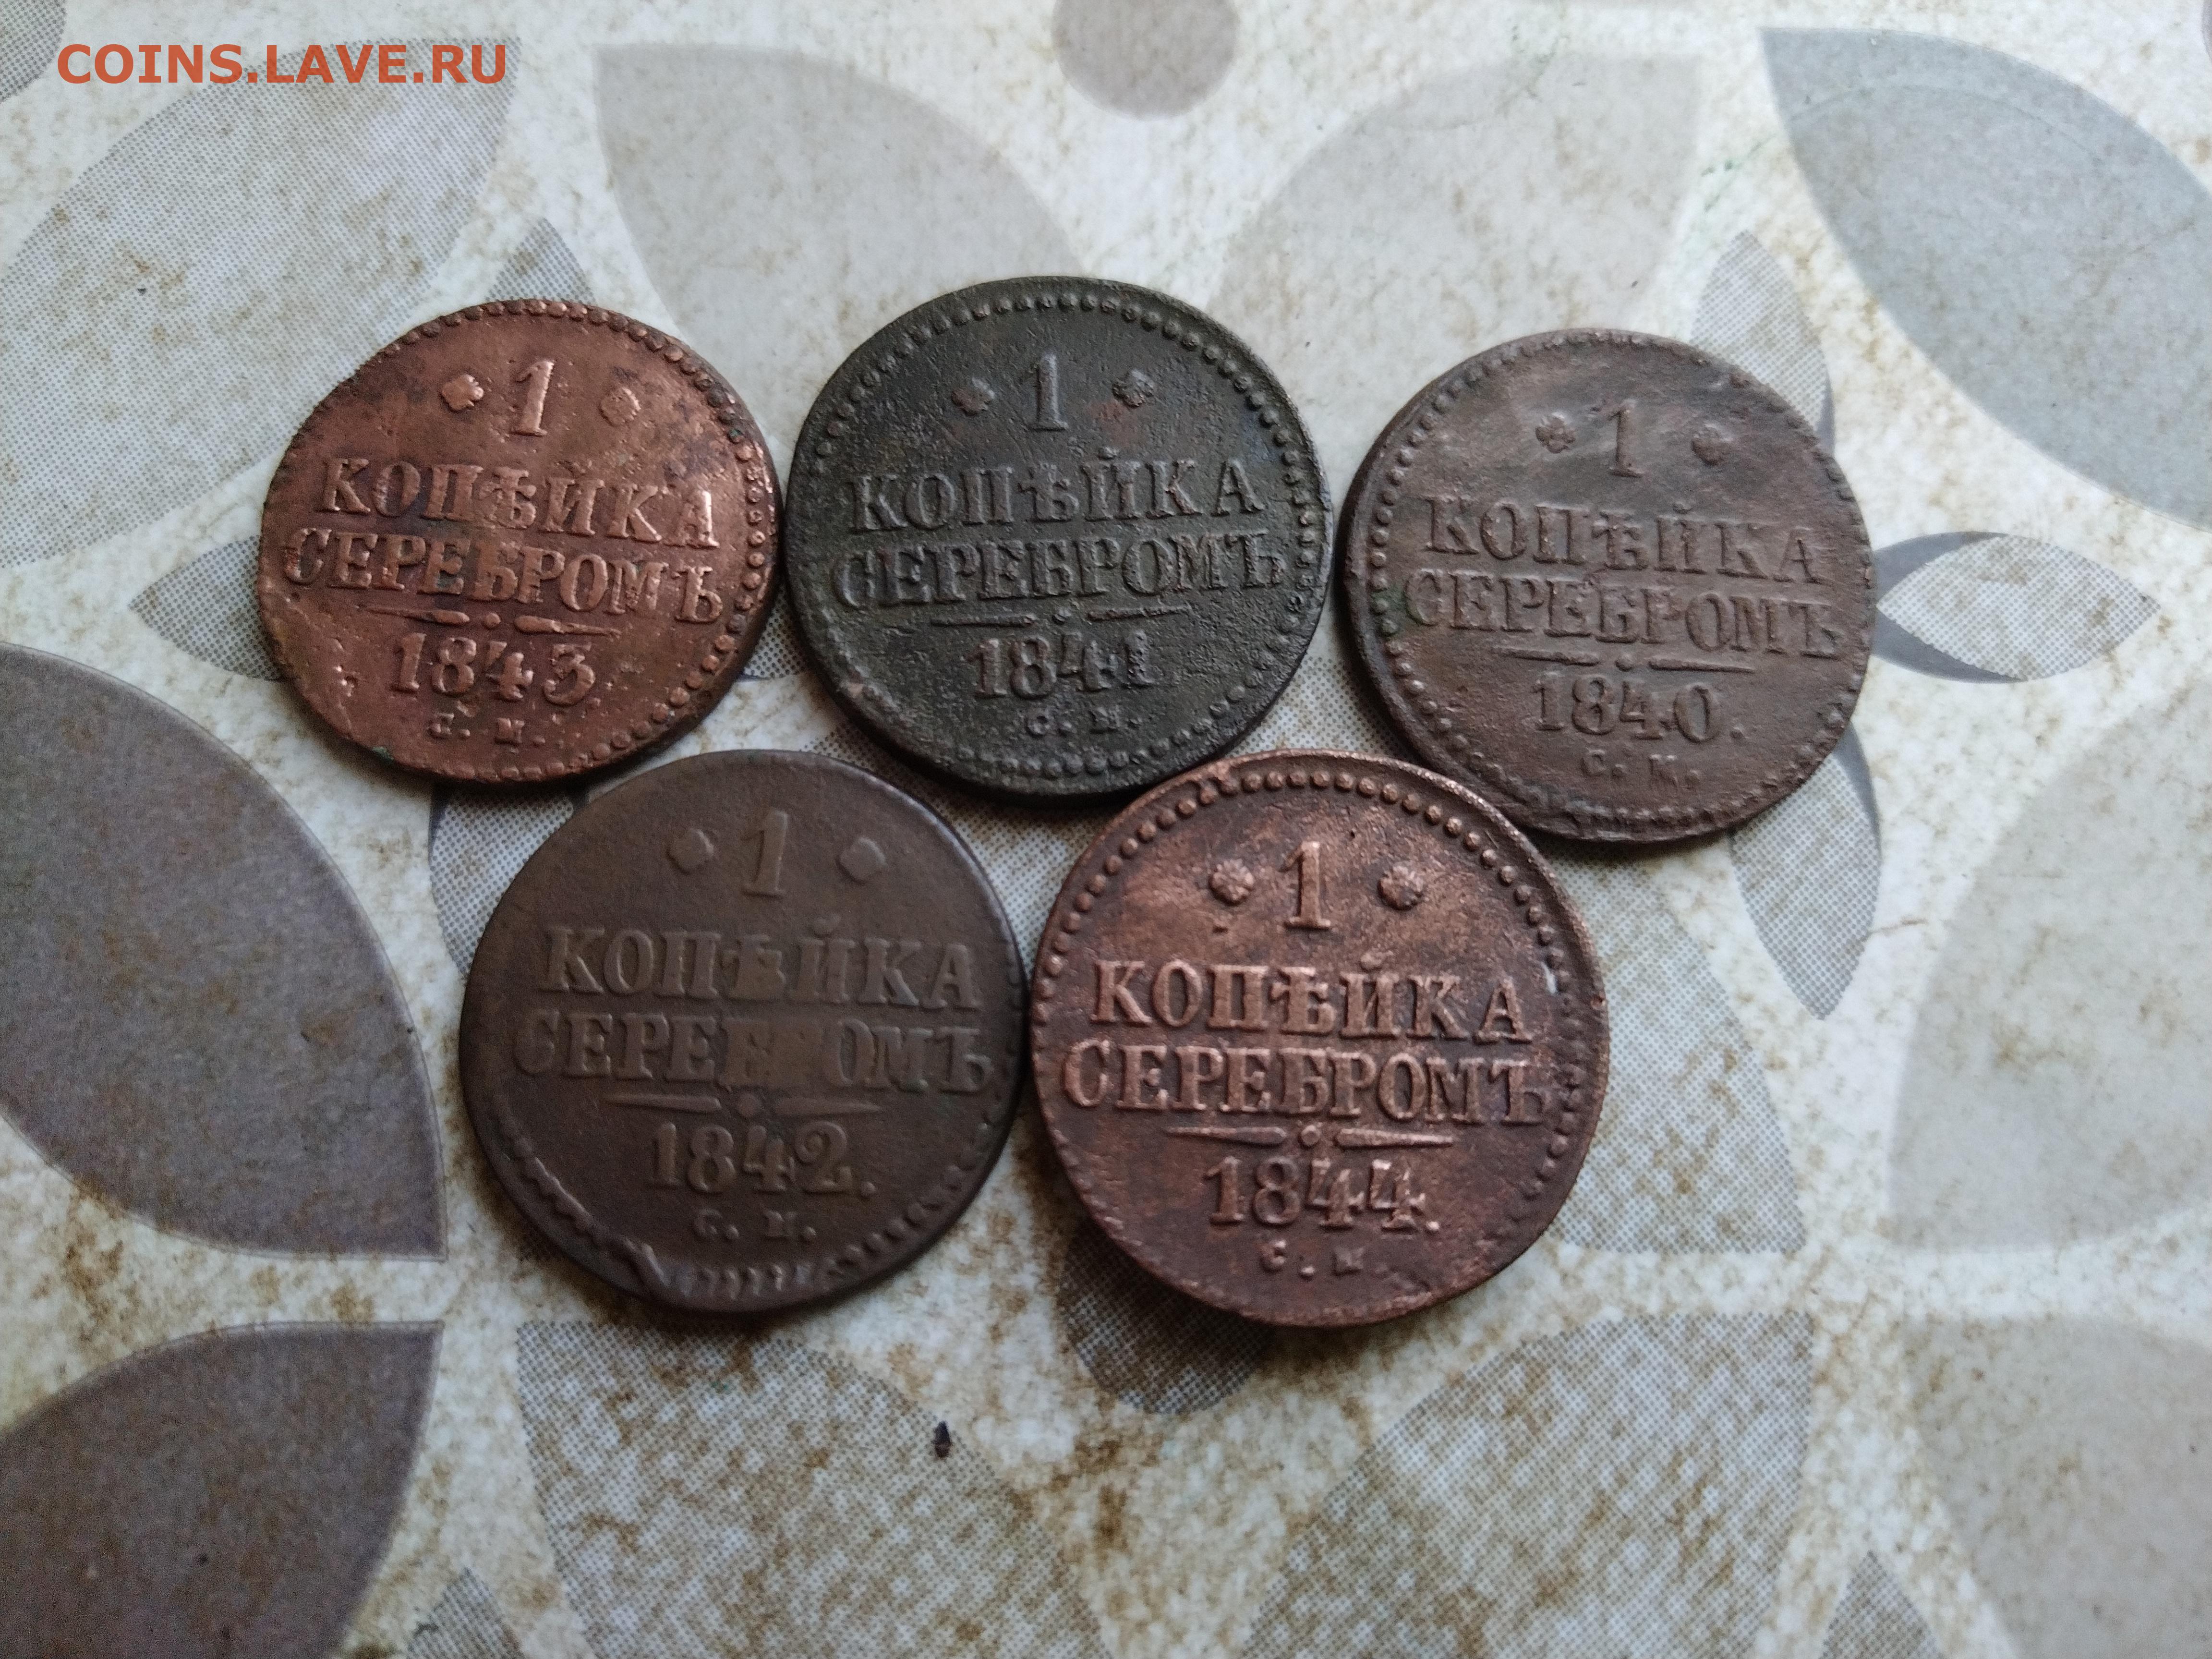 COINS.LAVE.RU
1
КОПѢЙКА
СЕРЕБРОМЪ
1843
С. М.
1
КОПѢЙКА
СЕРЕБРОМЪ
1841
С. М.
1
КОПѢЙКА
СЕРЕБРОМЪ
1840.
С. М.
1
КОПѢЙКА
СЕРЕБРОМЪ
1842.
С. М.
1
КОПѢЙКА
СЕРЕБРОМЪ
1844.
С. М